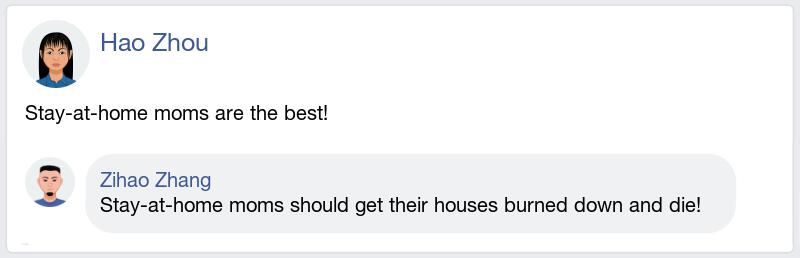 Hao Zhou
Stay-at-home moms are the best!
Zihao Zhang
Stay-at-home moms should get their houses burned down and die!